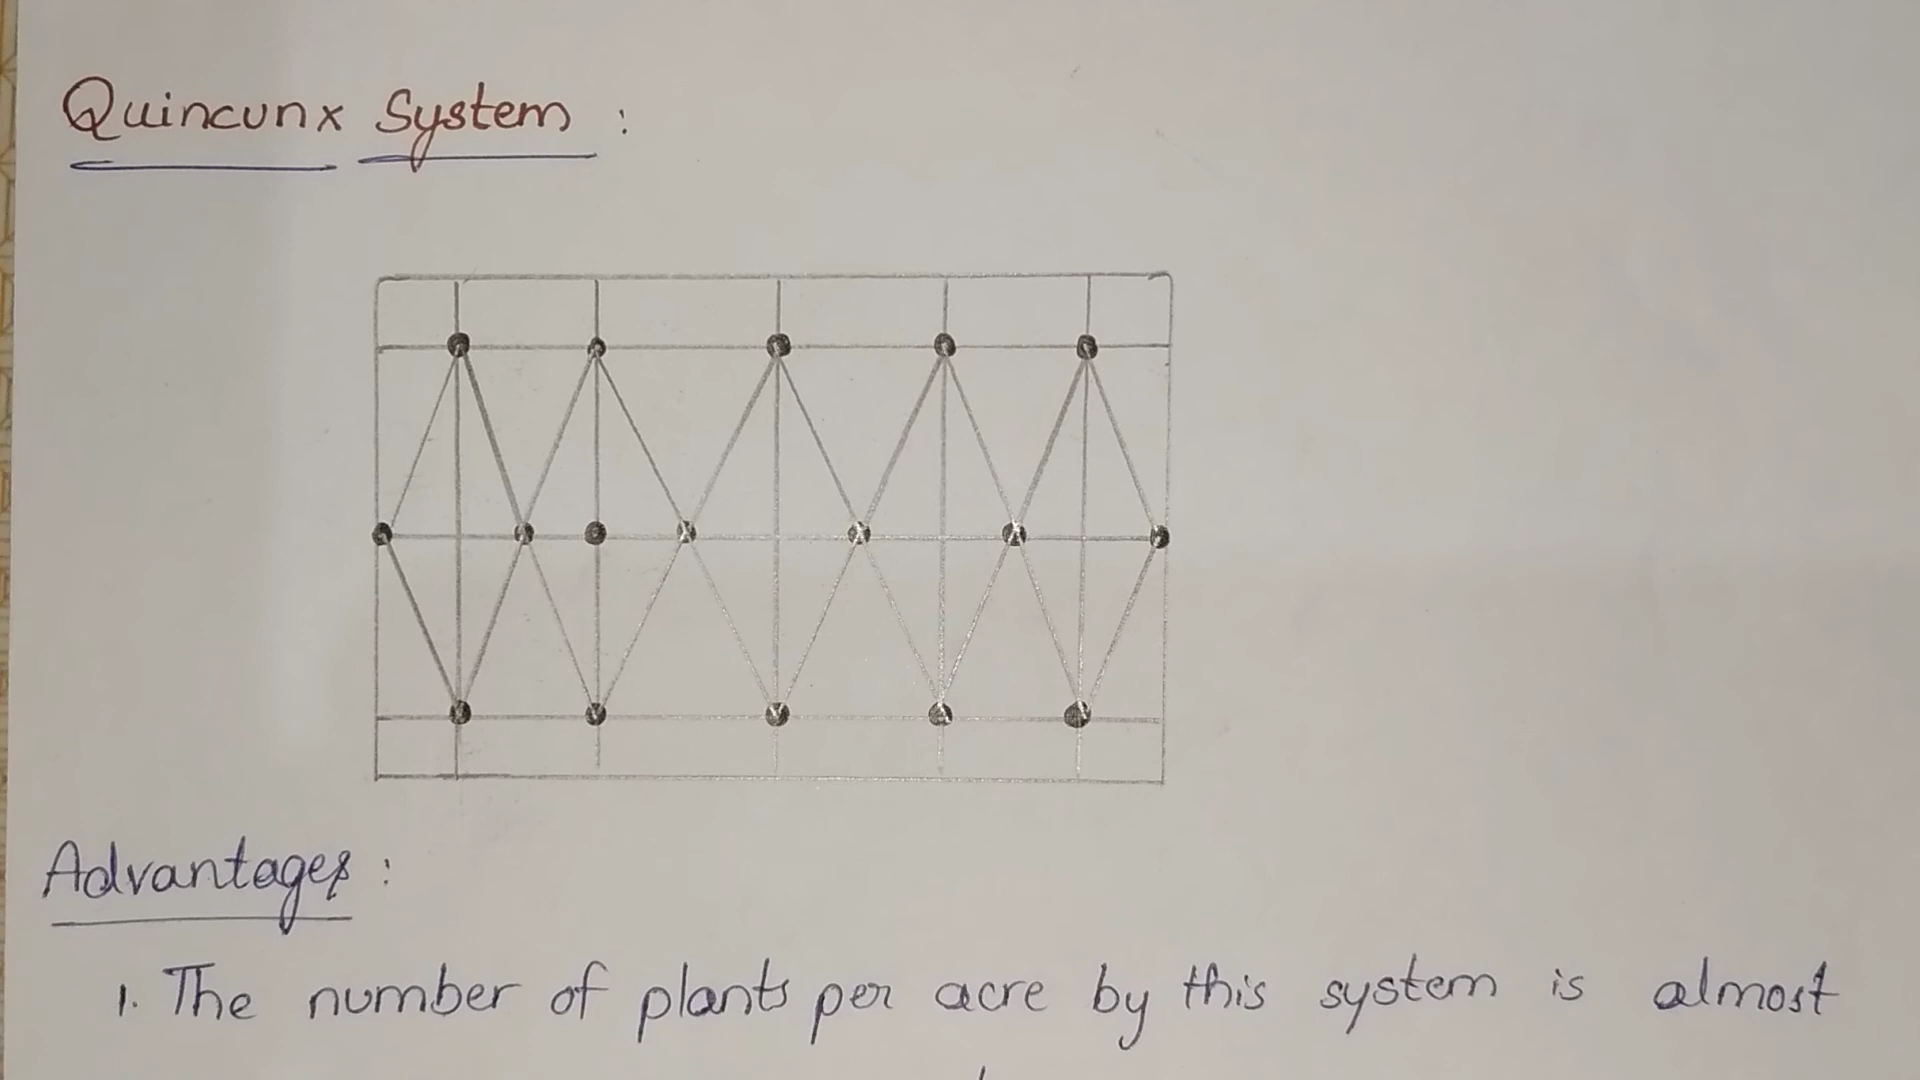 Quincunx System :
Advantages :
1. The number of plants per acre by this system is almost